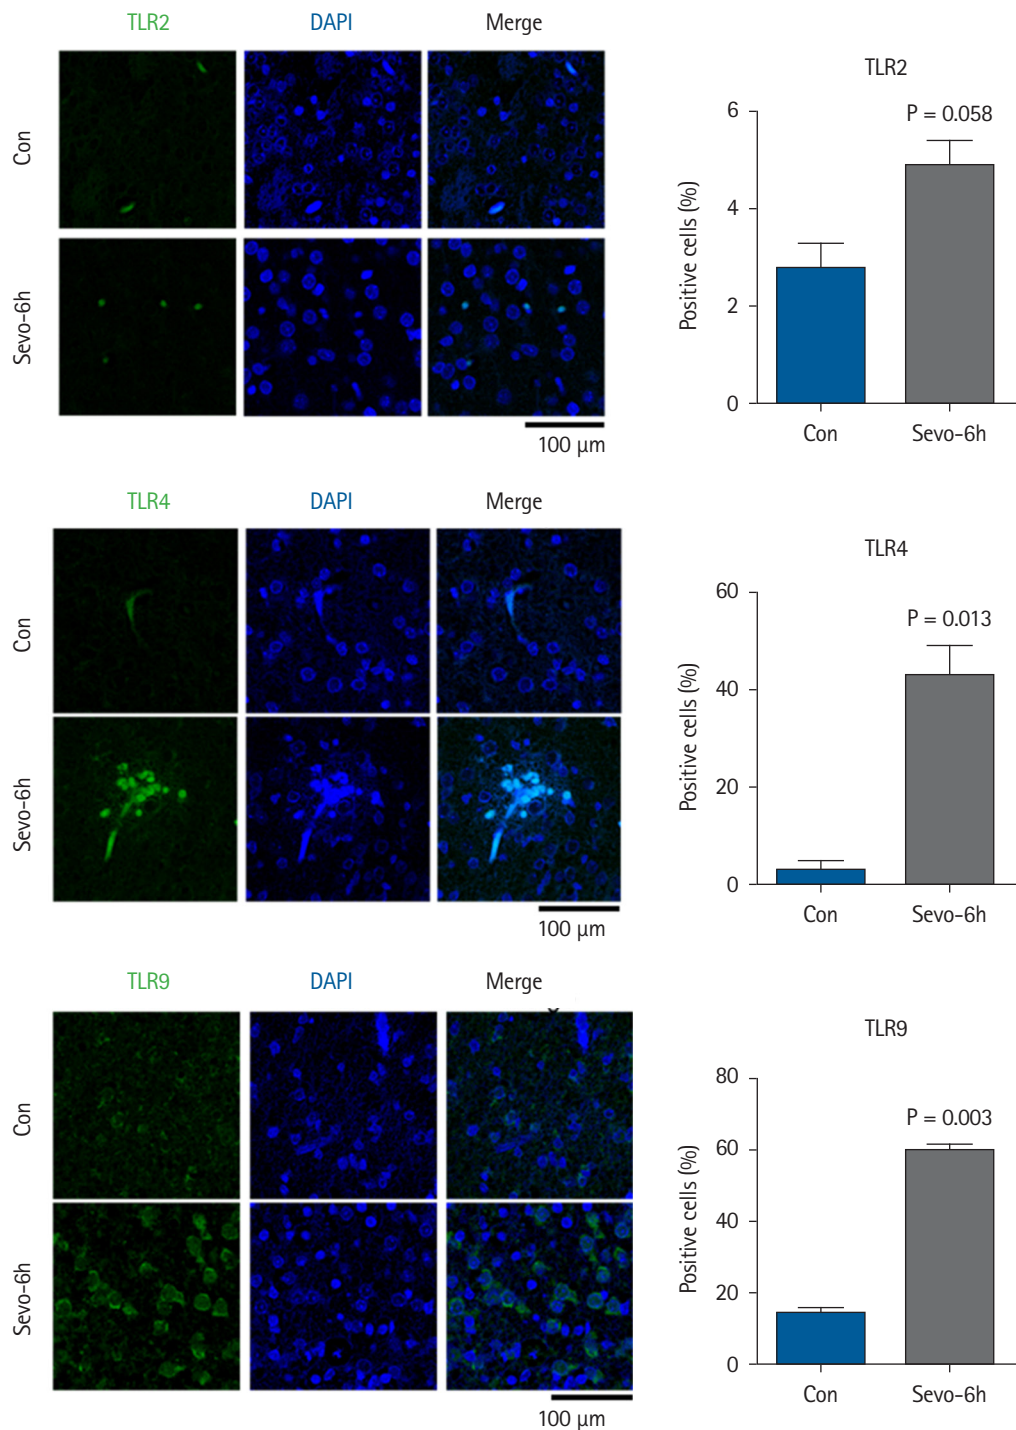 TLR2 DAPI Merge
Con
Sevo-6h
100 µm
TLR2
6
4
2
0
Positive cells (%)
P = 0.058
Con Sevo-6h
TLR4 DAPI Merge
Con
Sevo-6h
100 µm
TLR4
60
40
20
0
Positive cells (%)
P = 0.013
Con Sevo-6h
TLR9 DAPI Merge
Con
Sevo-6h
100 µm
TLR9
80
60
40
20
0
Positive cells (%)
P = 0.003
Con Sevo-6h